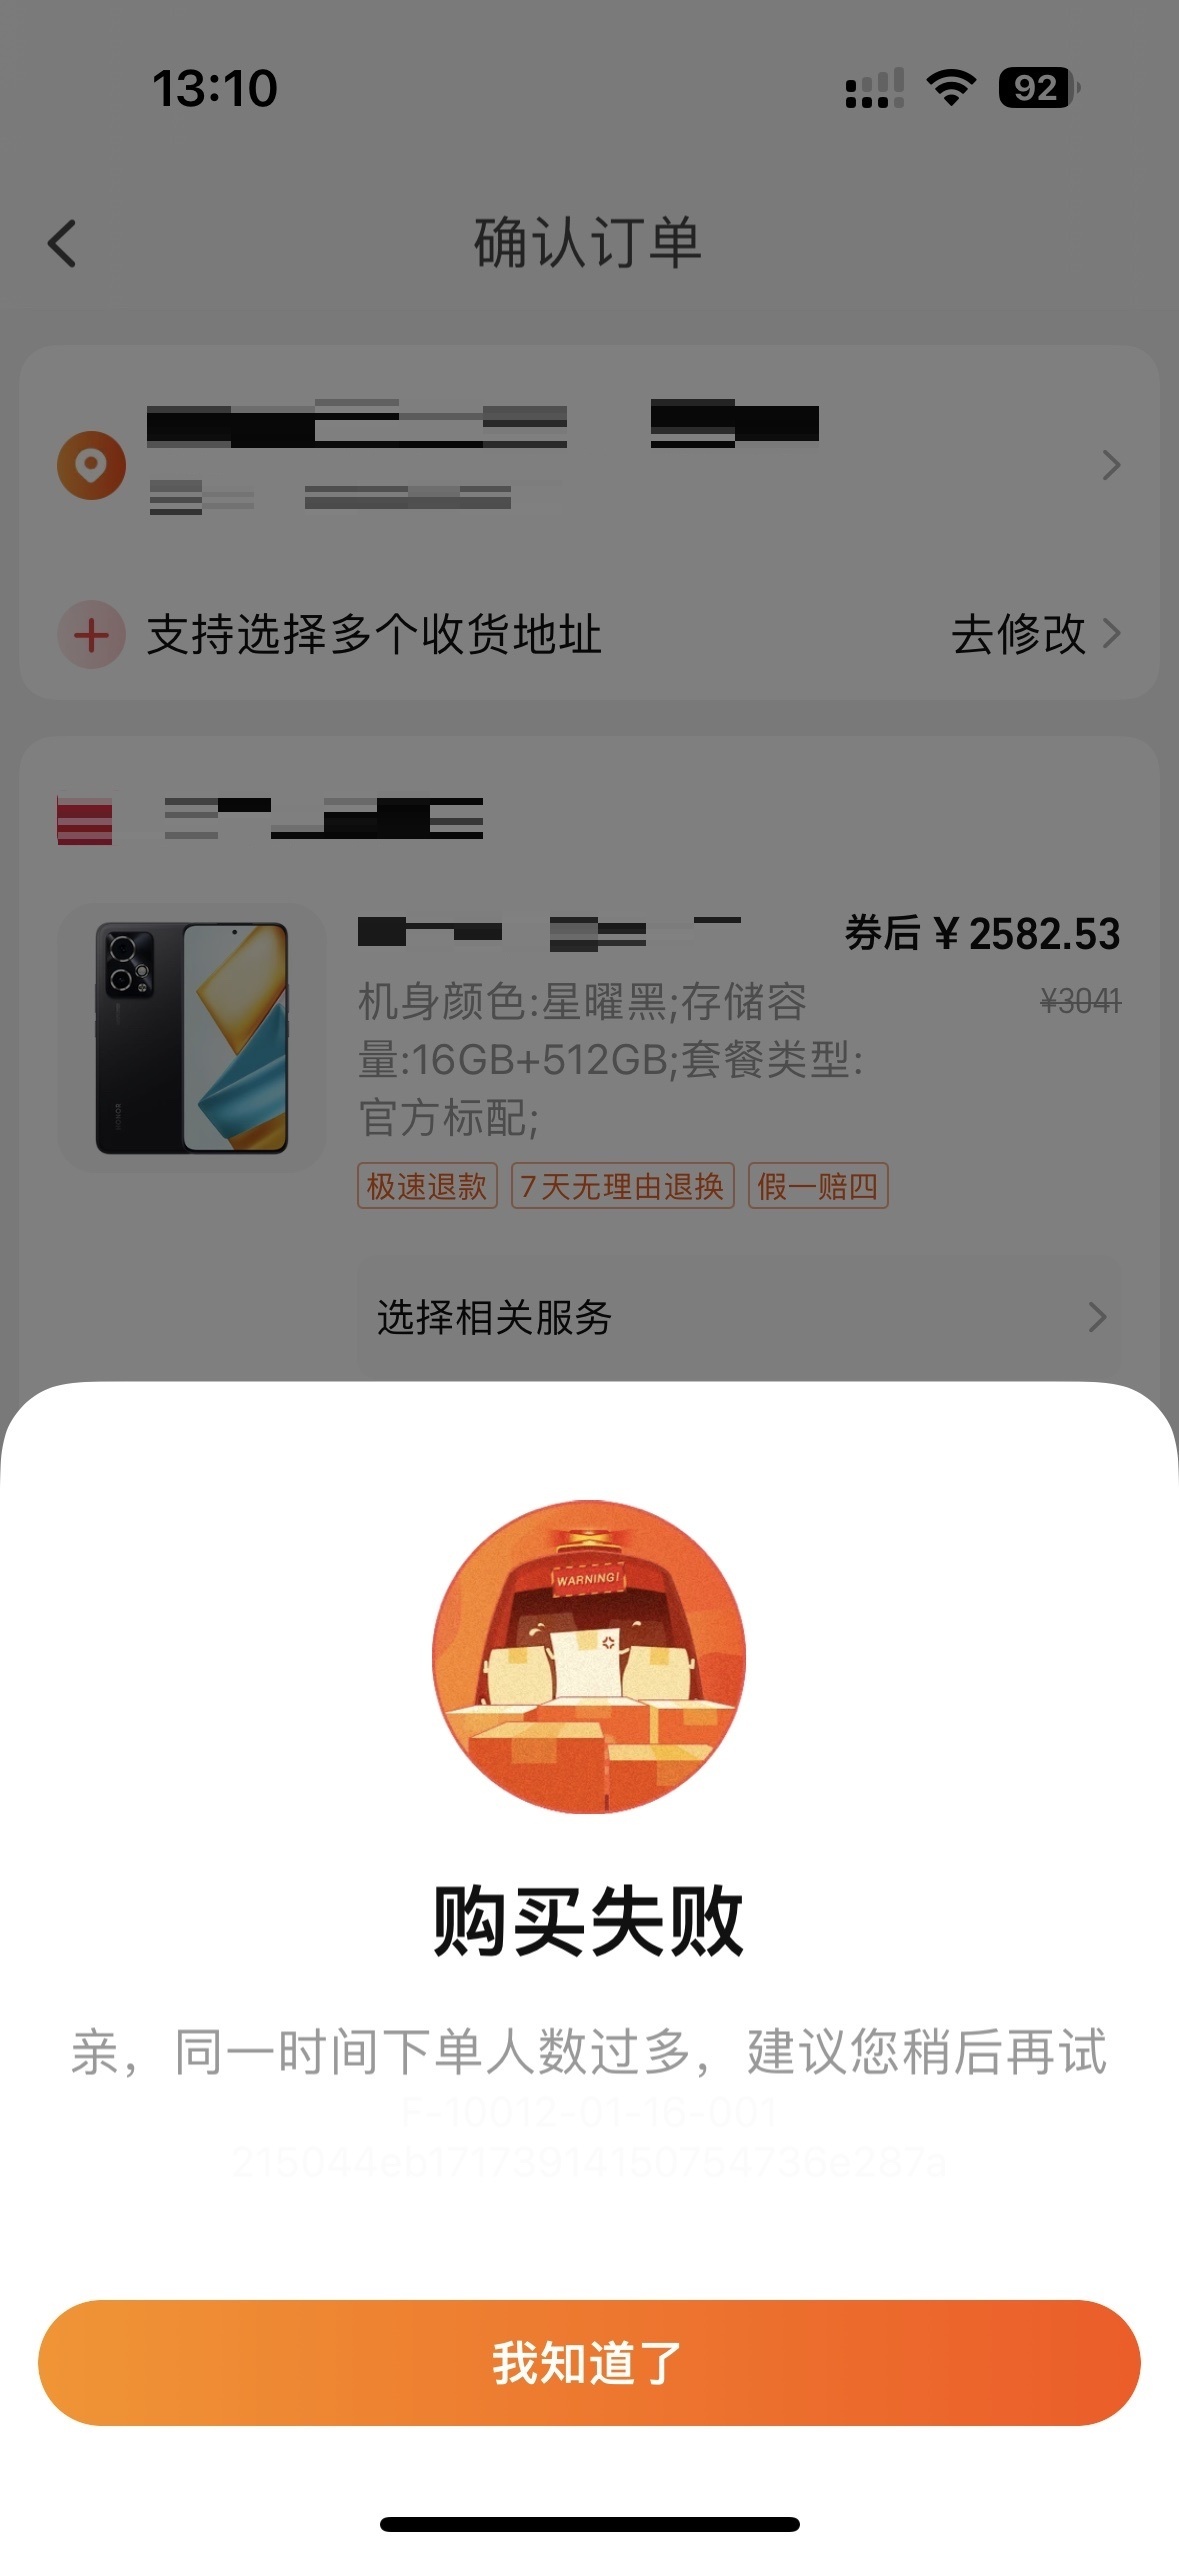 13:10
92
确认订单
支持选择多个收货地址
去修改
券后 ¥ 2582.53
机身颜色:星曜黑;存储容
¥3041
量:16GB+512GB;套餐类型:
官方标配;
HONOR
极速退款
7天无理由退换
假一赔四
选择相关服务
WARNING!
购买失败
亲，同一时间下单人数过多，建议您稍后再试
F-10012-01-16-001
215044eb17173914150754736e287a
我知道了